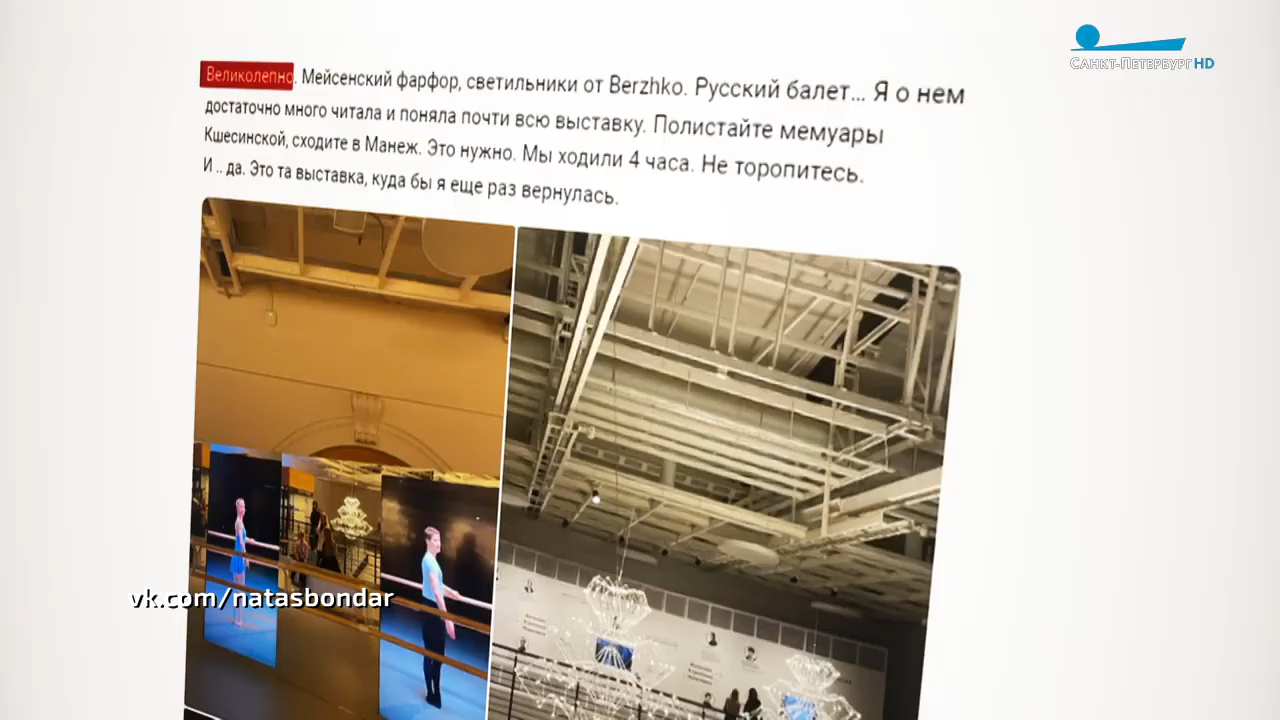 Санкт-Петербург HD
Великолепно. Мейсенский фарфор, светильники от Berzhko. Русский балет... Я о нем
достаточно много читала и поняла почти всю выставку. Полистайте мемуары
Кшесинской, сходите в Манеж. Это нужно. Мы ходили 4 часа. Не торопитесь.
И .. да. Это та выставка, куда бы я еще раз вернулась.
vk.com/natasbondar